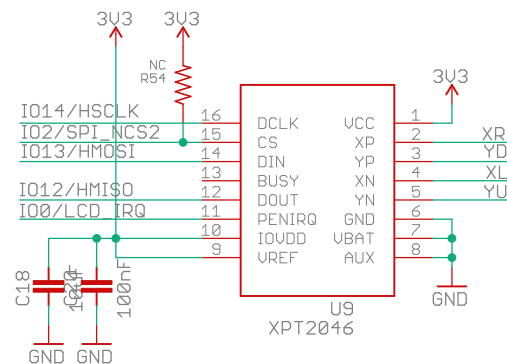 3V3 3V3
NC
R54
3V3
IO14/HSCLK 16 DCLK VCC 1
IO2/SPI_NCS2 15 CS XP 2 XR
IO13/HMOSI 14 DIN YP 3 YD
13 BUSY XN 4 XL
IO12/HMISO 12 DOUT YN 5 YU
IO0/LCD_IRQ 11 PENIRQ GND 6
10 IOVDD VBAT 7
9 VREF AUX 8
C18 10uF C20 100nF
GND
U9
XPT2046
GND GND